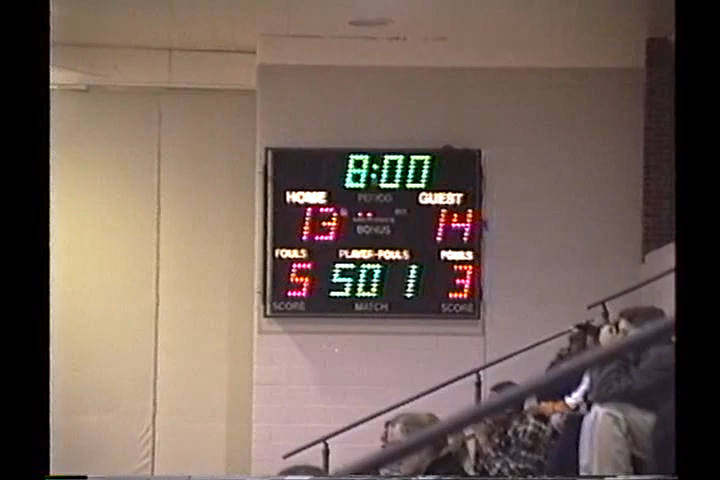 8:00
HOME PERIOD GUEST
13 14
BONUS
FOULS PLAYER-FOULS FOULS
5 50 1 3
SCORE MATCH SCORE